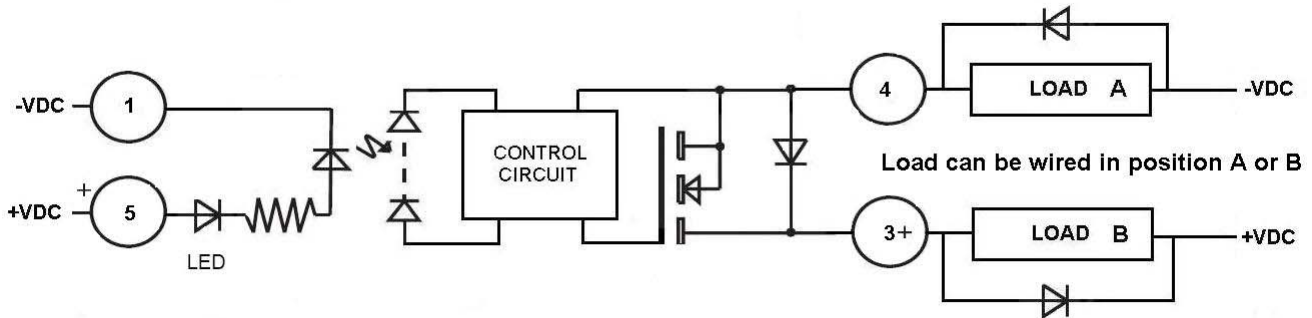 -VDC
1
4
LOAD A
-VDC
CONTROL
CIRCUIT
Load can be wired in position A or B
+
+VDC
5
LED
3+
LOAD B
+VDC